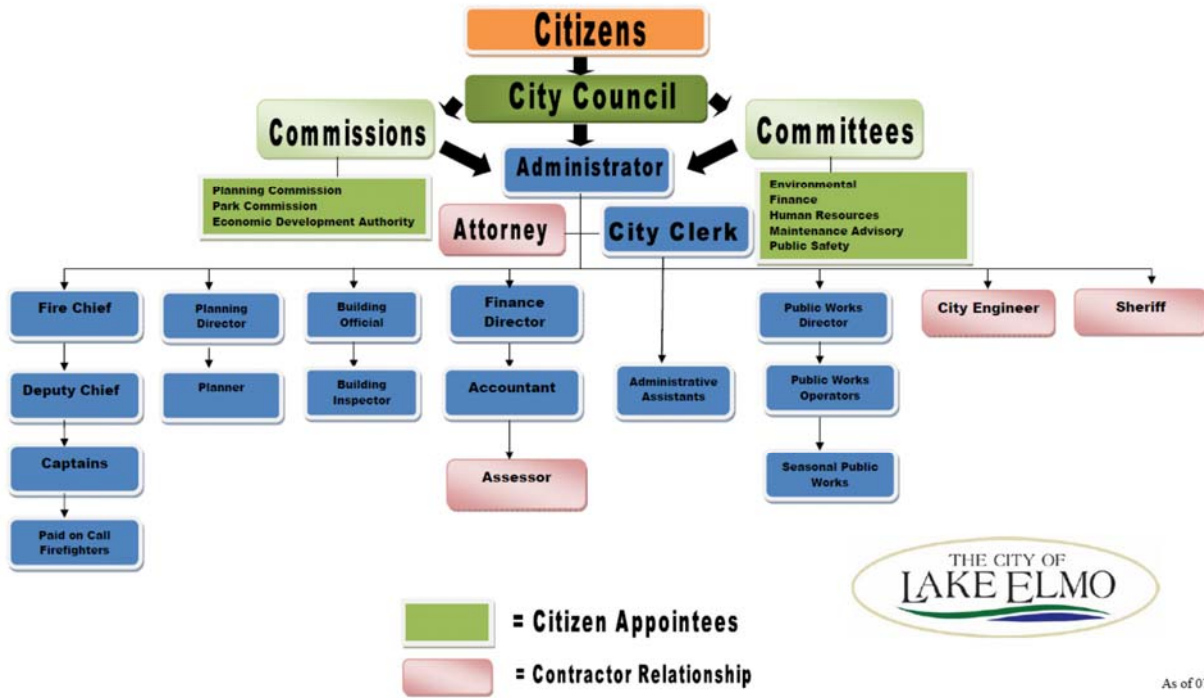 Citizens
City Council
Commissions
Committees
Administrator
Planning Commission
Park Commission
Economic Development Authority
Environmental
Finance
Human Resources
Maintenance Advisory
Public Safety
Attorney
City Clerk
Fire Chief
Planning
Director
Building
Official
Finance
Director
Public Works
Director
City Engineer
Sheriff
Deputy Chief
Planner
Building
Inspector
Accountant
Administrative
Assistants
Public Works
Operators
Captains
Assessor
Seasonal Public
Works
Paid on Call
Firefighters
THE CITY OF
LAKE ELMO
= Citizen Appointees
= Contractor Relationship
As of 0